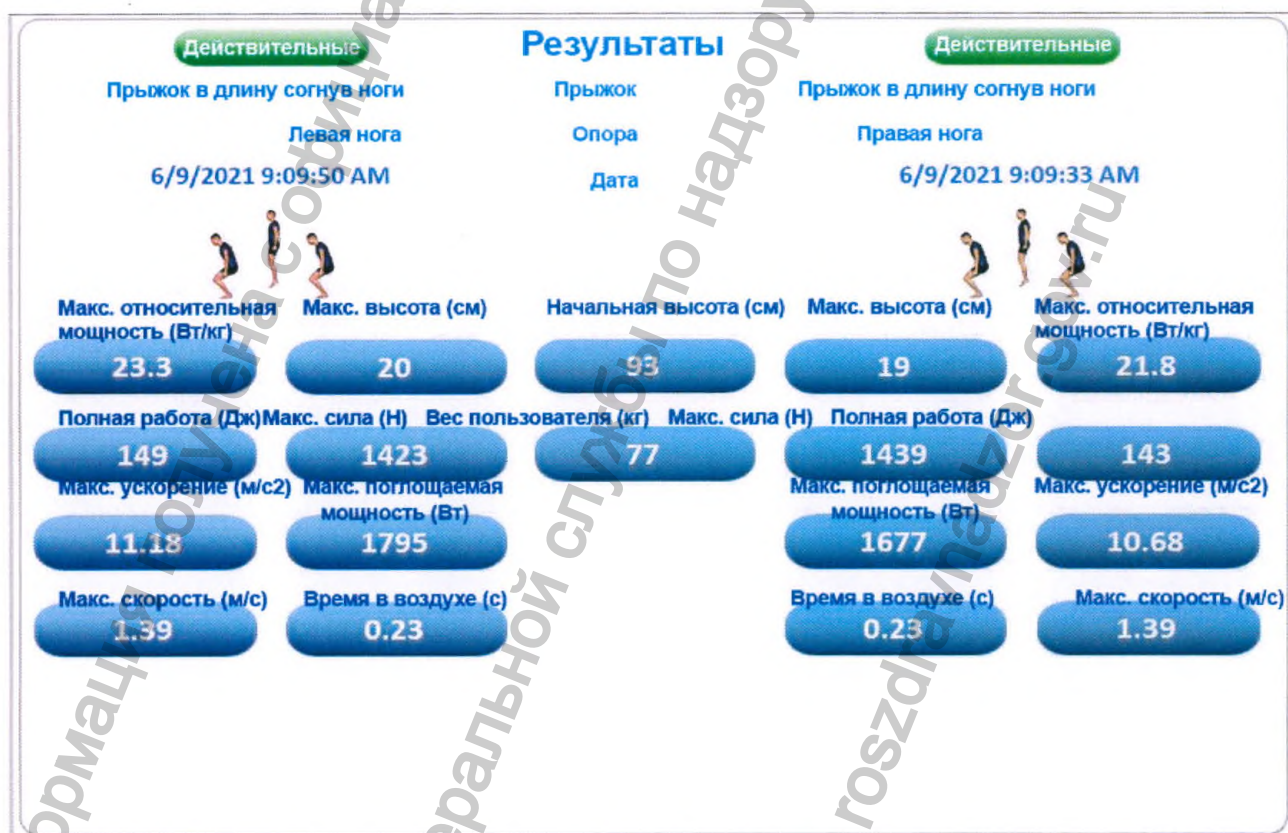 Действительные Результаты Действительные
Прыжок в длину согнув ноги Прыжок Прыжок в длину согнув ноги
Левая нога Опора Правая нога
6/9/2021 9:09:50 AM Дата 6/9/2021 9:09:33 AM
Макс. относительная Макс. высота (см) Начальная высота (см) Макс. высота (см) Макс. относительная
мощность (Вт/кг) мощность (Вт/кг)
23.3 20 93 19 21.8
Полная работа (Дж) Макс. сила (Н) Вес пользователя (кг) Макс. сила (Н) Полная работа (Дж)
149 1423 77 1439 143
Макс. ускорение (м/с2) Макс. поглощаемая Макс. поглощаемая Макс. ускорение (м/с2)
мощность (Вт) мощность (Вт)
11.18 1795 1677 10.68
Макс. скорость (м/с) Время в воздухе (с) Время в воздухе (с) Макс. скорость (м/с)
1.39 0.23 0.23 1.39
получена с
службы по надзору
roszdravnadzor.gov.ru